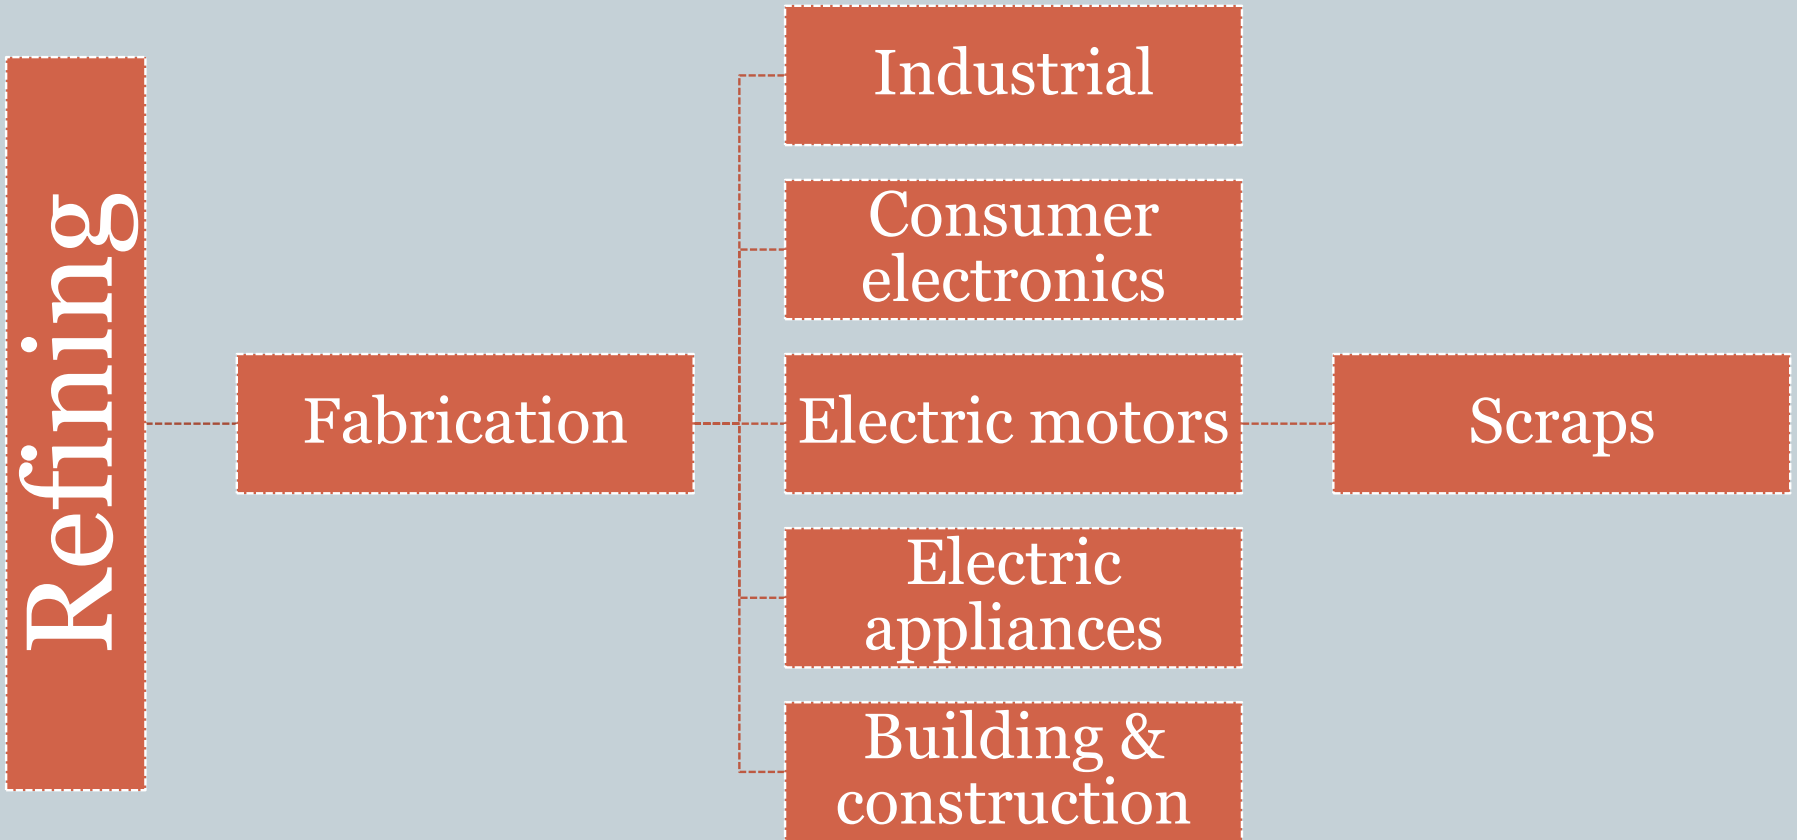 Refining
Fabrication
Industrial
Consumer
electronics
Electric motors
Electric
appliances
Building &
construction
Scraps